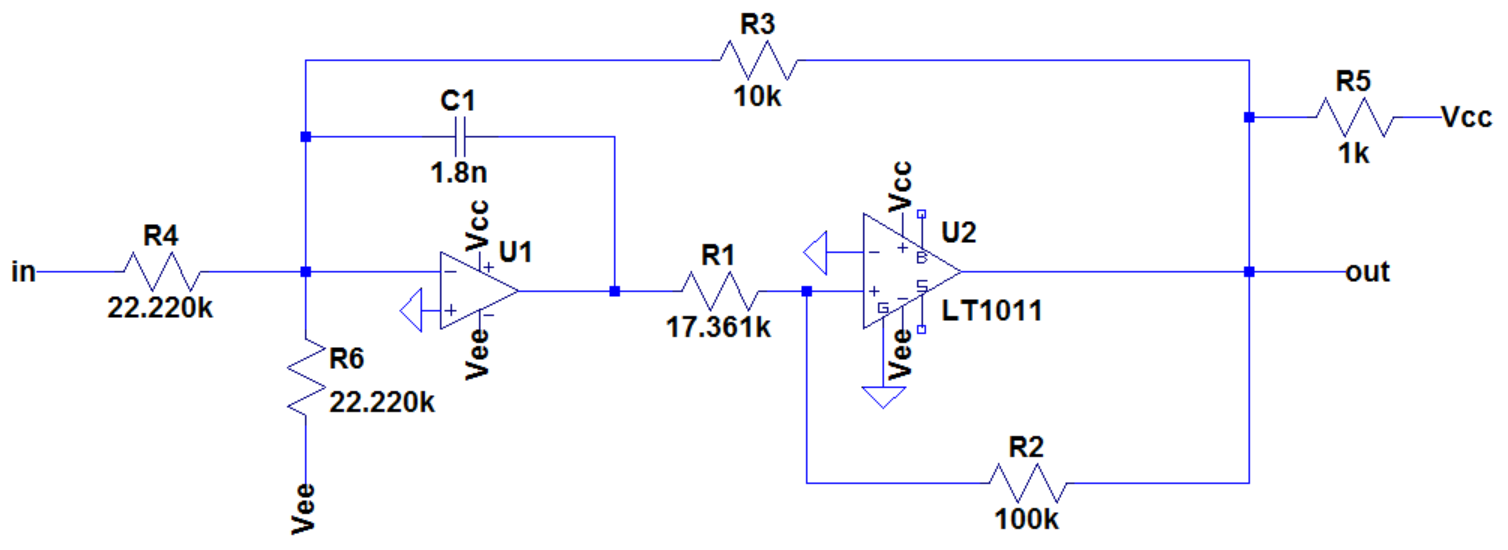 R3
10k
C1
1.8n
R5
Vcc
1k
R4
in
22.220k
Vcc
U1
-
+
+
-
Vee
R6
22.220k
Vee
R1
17.361k
Vcc
U2
-
+
+
B
S
G
-
LT1011
Vee
out
R2
100k